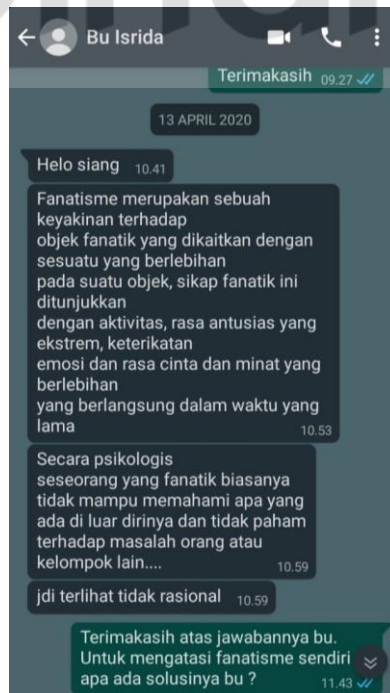 Bu Isrida
Terimakasih 09.27
13 APRIL 2020
Helo siang 10.41
Fanatisme merupakan sebuah
keyakinan terhadap
objek fanatik yang dikaitkan dengan
sesuatu yang berlebihan
pada suatu objek, sikap fanatik ini
ditunjukkan
dengan aktivitas, rasa antusias yang
ekstrem, keterikatan
emosi dan rasa cinta dan minat yang
berlebihan
yang berlangsung dalam waktu yang
lama 10.53
Secara psikologis
seseorang yang fanatik biasanya
tidak mampu memahami apa yang
ada di luar dirinya dan tidak paham
terhadap masalah orang atau
kelompok lain.... 10.59
jdi terlihat tidak rasional 10.59
Terimakasih atas jawabannya bu.
Untuk mengatasi fanatisme sendiri
apa ada solusinya bu ? 11.43